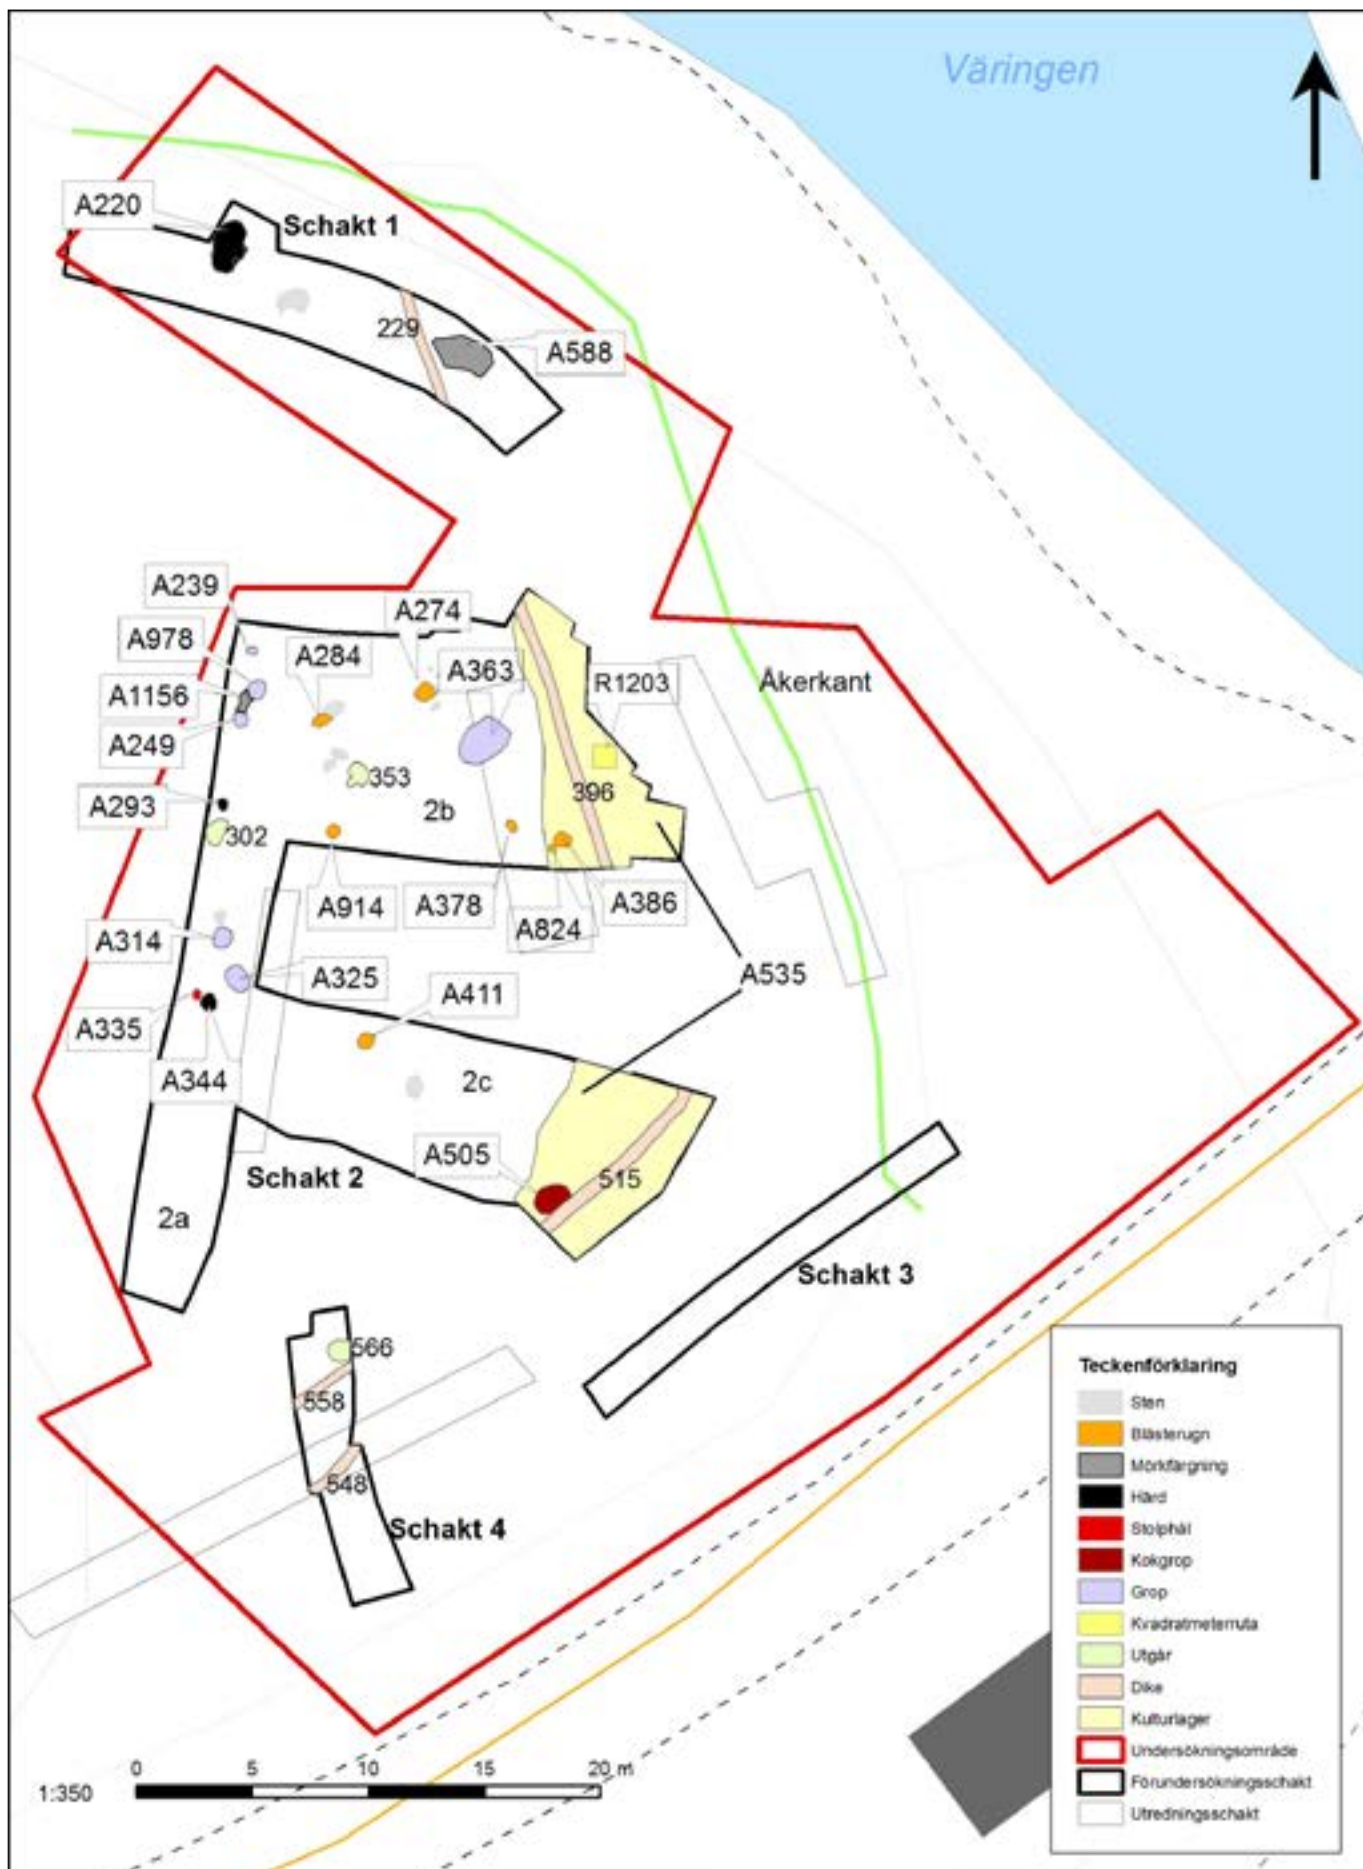 Väringen
A220
Schakt 1
229
A588
A239
A274
A978
A284
A363
A1156
R1203
Åkerkant
A249
353
A293
2b
396
302
A914
A378
A386
A824
A314
A325
A535
A411
A335
A344
2c
A505
515
Schakt 2
2a
Schakt 3
566
558
548
Schakt 4
Teckenförklaring
Sten
Blästerugn
Mörkfärgning
Härd
Stolphål
Kokgrop
Grop
Kvadratmeterruta
Utgår
Dike
Kulturlager
Undersökningsområde
Förundersökningsschakt
Utredningsschakt
0 5 10 15 20 m
1:350